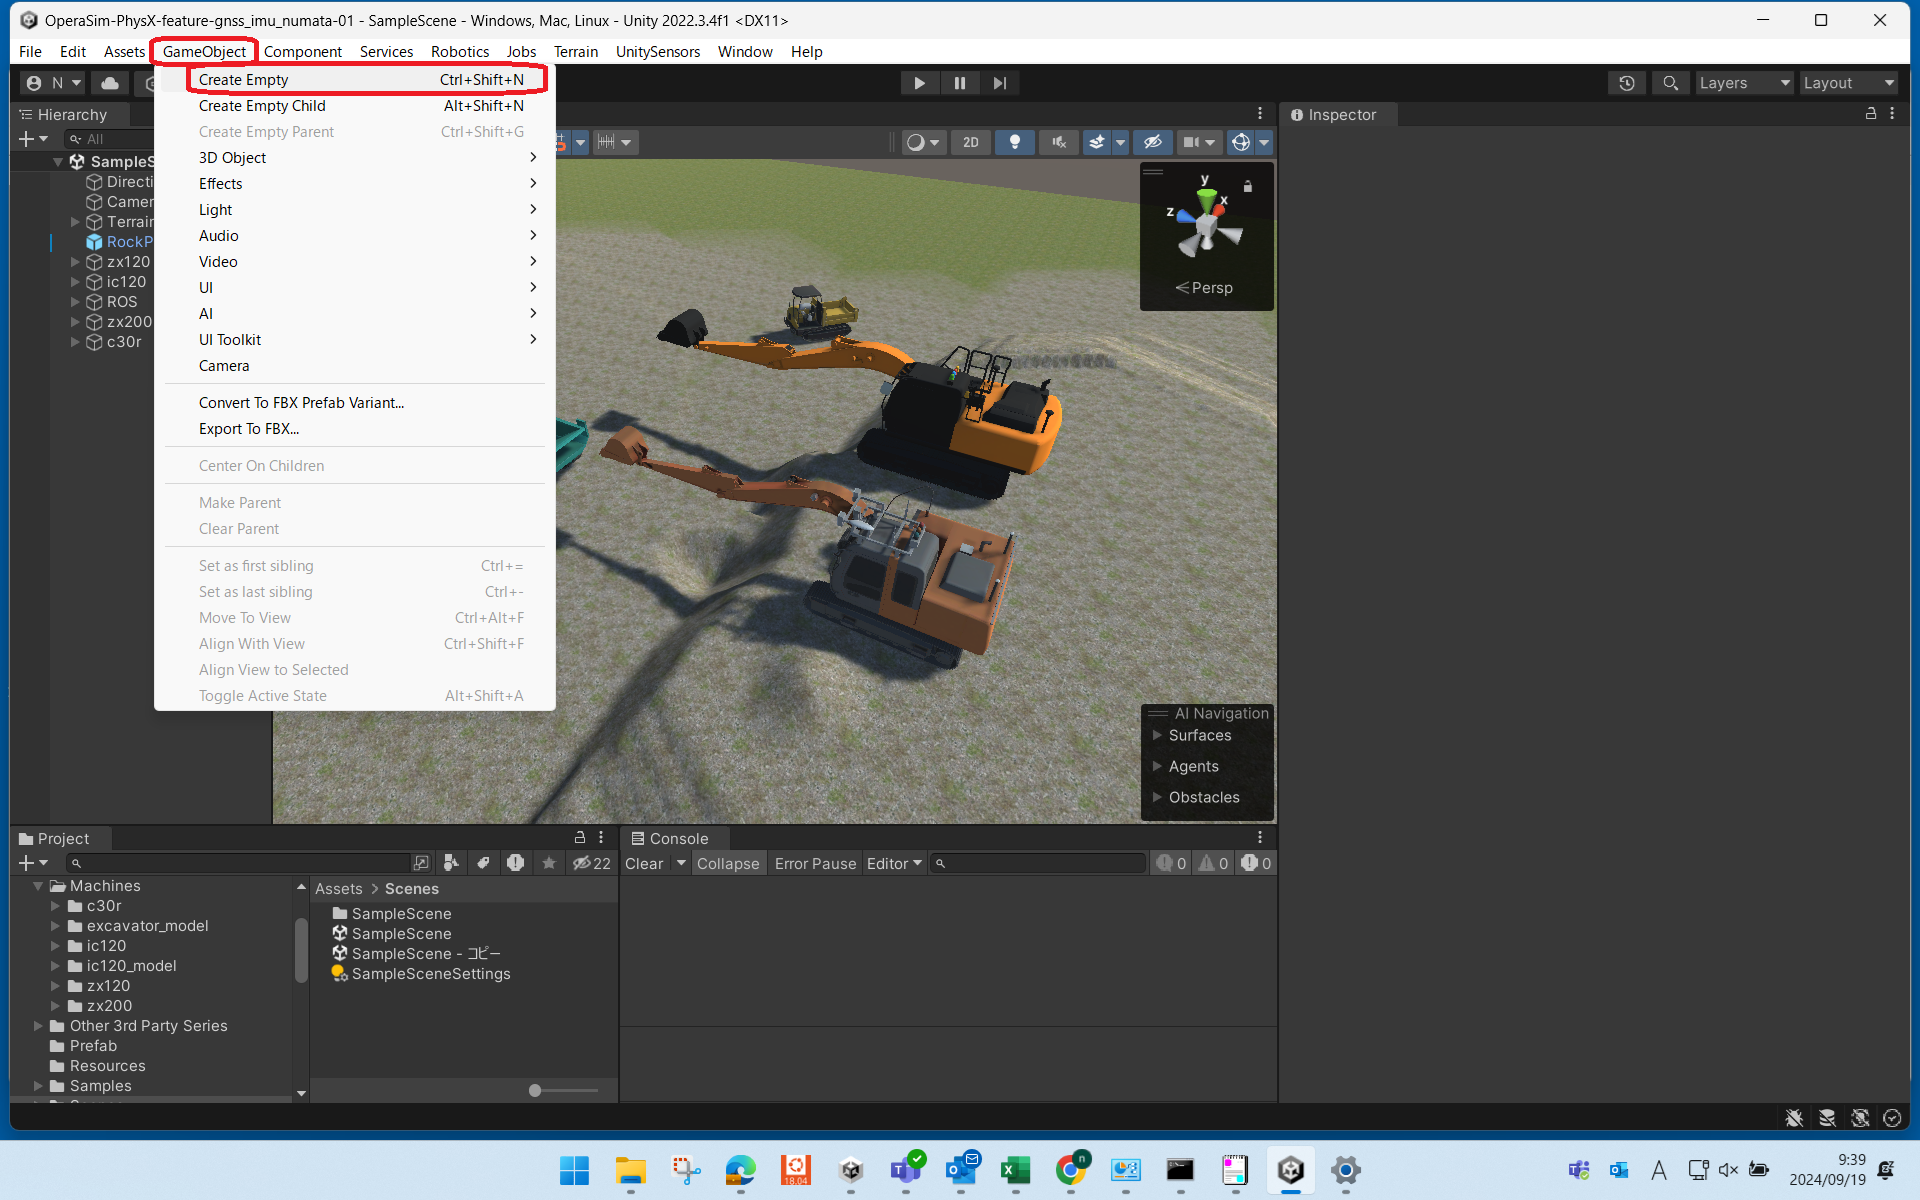 OperaSim-PhysX-feature-gnss_imu_numata-01 - SampleScene - Windows, Mac, Linux - Unity 2022.3.4f1 <DX11>
File Edit Assets GameObject Component Services Robotics Jobs Terrain UnitySensors Window Help
N
Layers Layout
Create Empty Ctrl+Shift+N
Create Empty Child Alt+Shift+N
Create Empty Parent Ctrl+Shift+G
3D Object
Effects
Light
Audio
Video
UI
AI
UI Toolkit
Camera
Convert To FBX Prefab Variant...
Export To FBX...
Center On Children
Make Parent
Clear Parent
Set as first sibling Ctrl+=
Set as last sibling Ctrl+-
Move To View Ctrl+Alt+F
Align With View Ctrl+Shift+F
Align View to Selected
Toggle Active State Alt+Shift+A
Hierarchy
All
SampleS
Directi
Camer
Terrain
RockP
zx120
ic120
ROS
zx200
c30r
2D
y
x
z
Persp
AI Navigation
Surfaces
Agents
Obstacles
Inspector
Project
22
Machines
c30r
excavator_model
ic120
ic120_model
zx120
zx200
Other 3rd Party Series
Prefab
Resources
Samples
Assets > Scenes
SampleScene
SampleScene
SampleScene - コピー
SampleSceneSettings
Console
Clear Collapse Error Pause Editor
0 0 0
18.04
n
A
9:39
2024/09/19